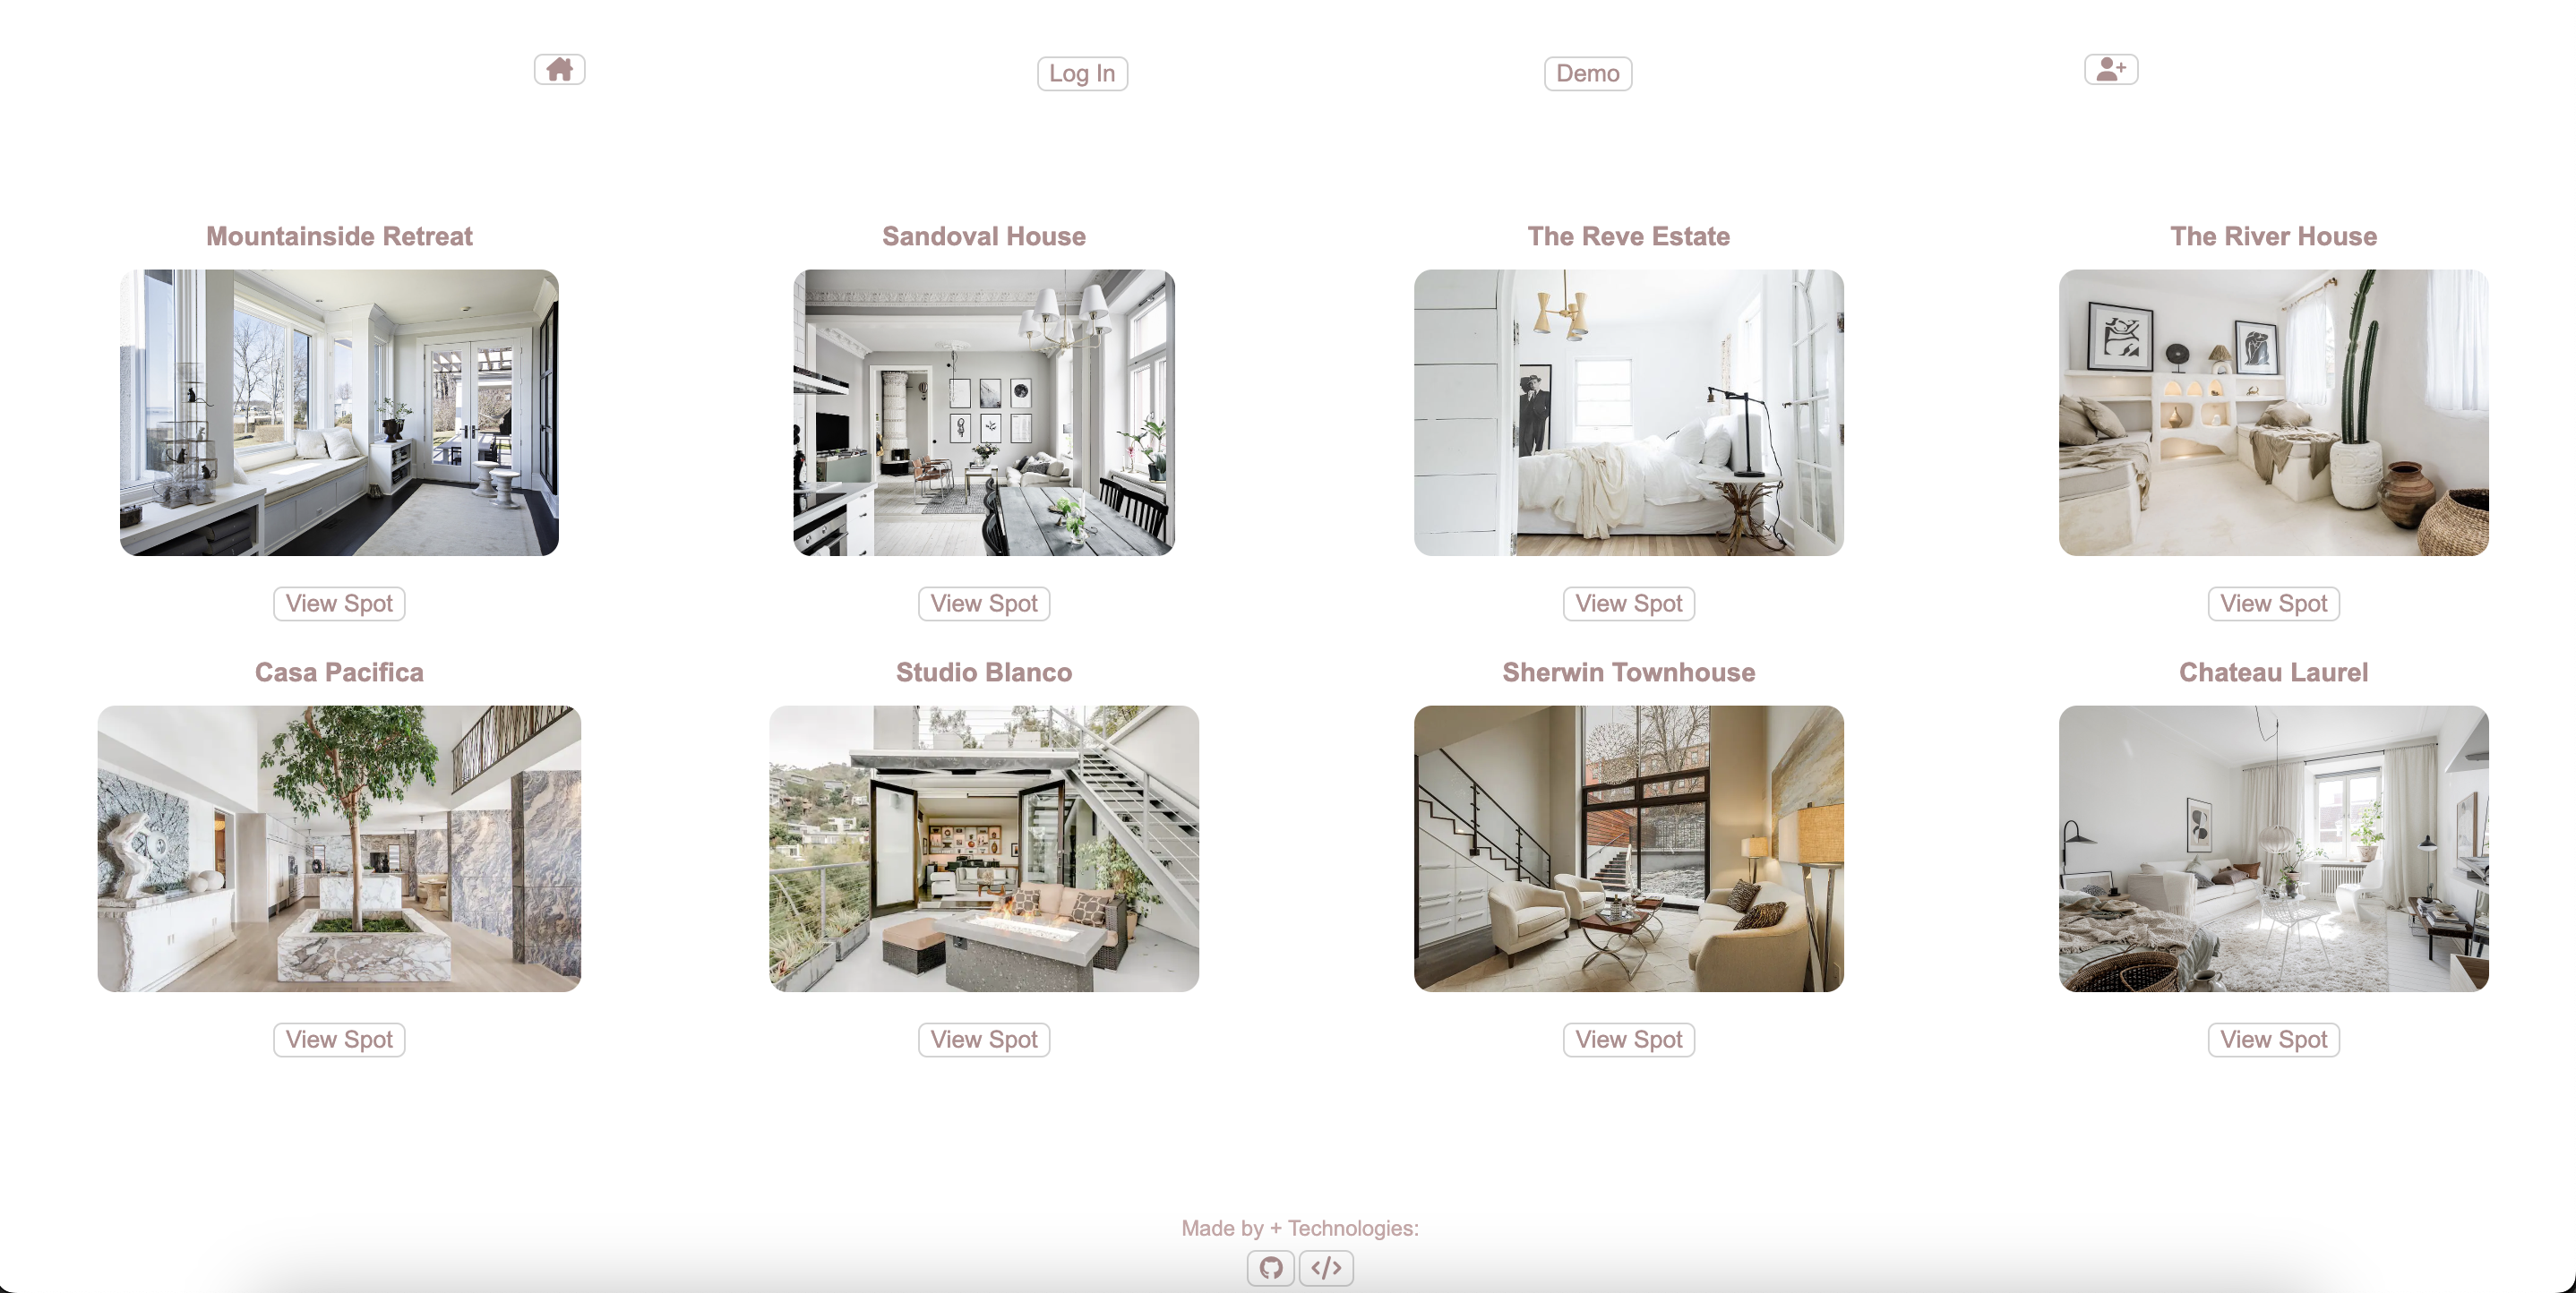 Log In
Demo
Mountainside Retreat
Sandoval House
The Reve Estate
The River House
View Spot
View Spot
View Spot
View Spot
Casa Pacifica
Studio Blanco
Sherwin Townhouse
Chateau Laurel
View Spot
View Spot
View Spot
View Spot
Made by + Technologies: